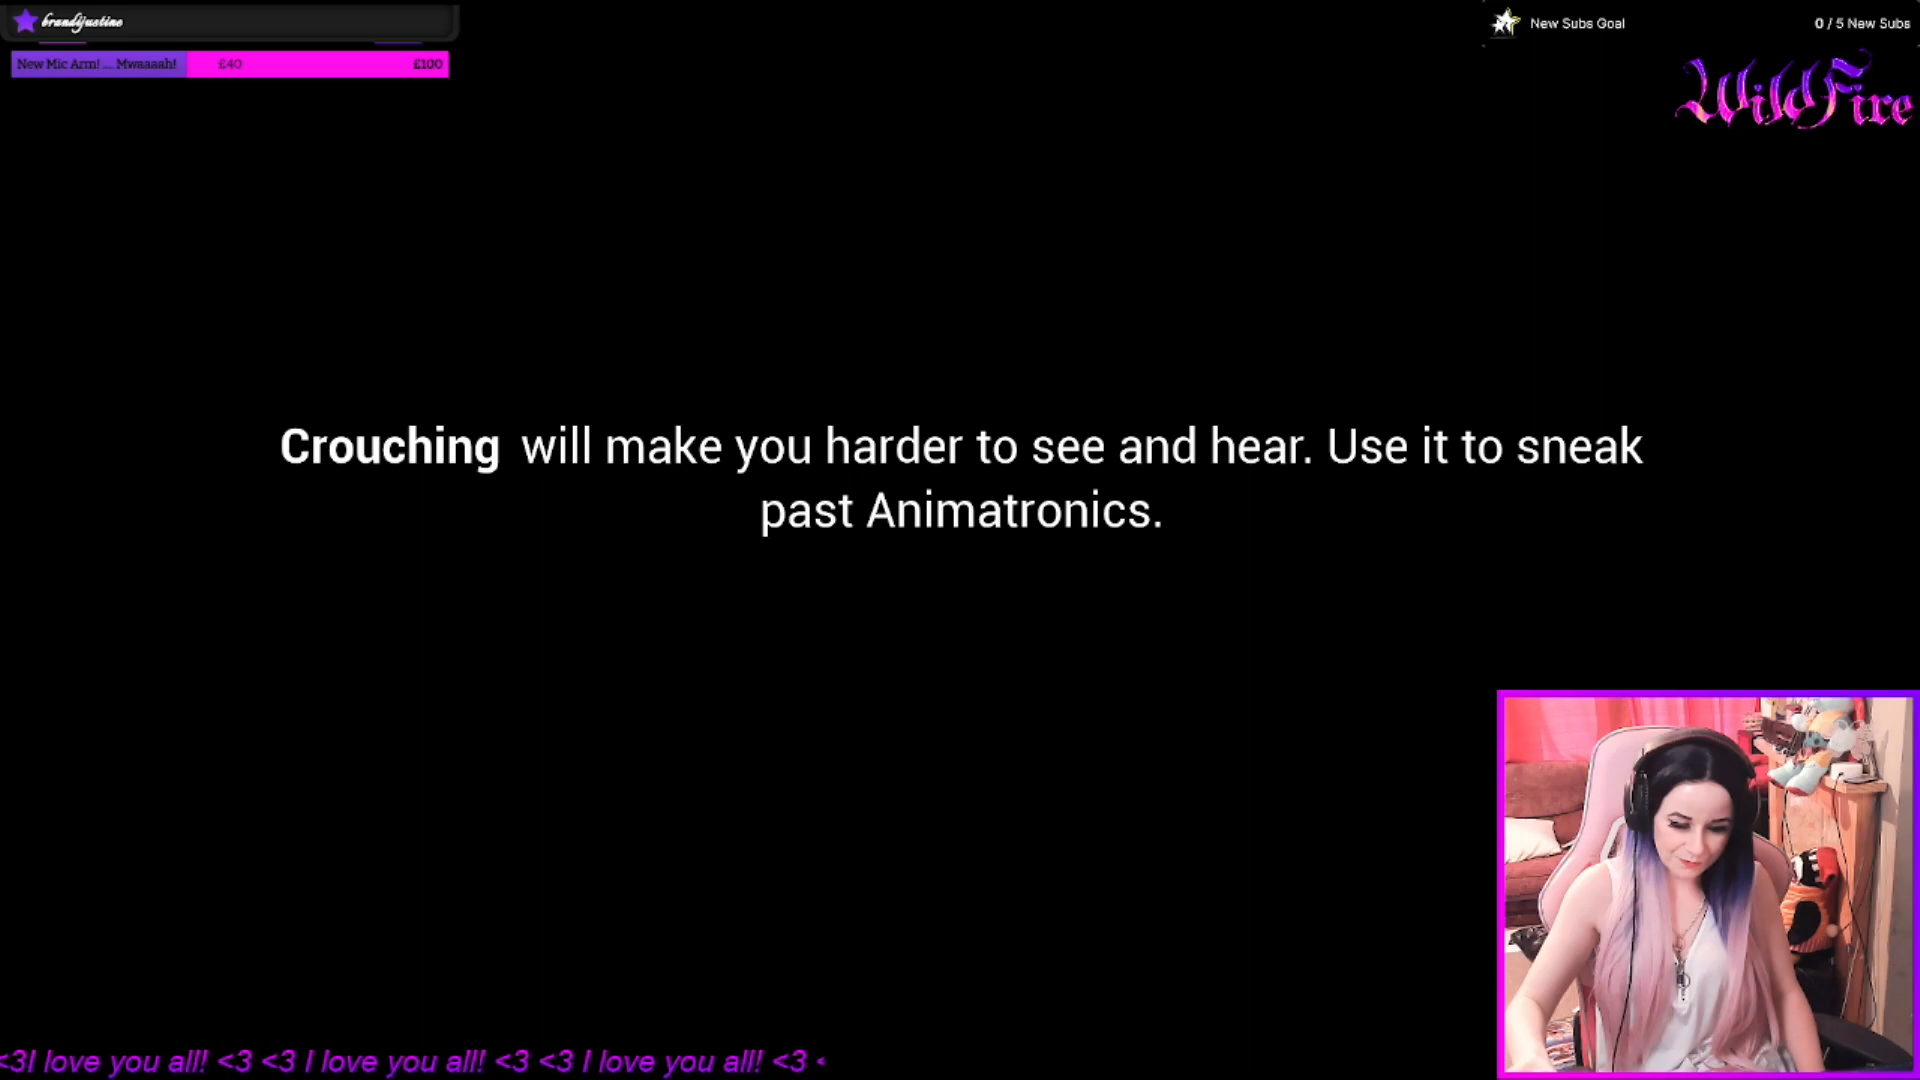 brandijustine
New Subs Goal
0 / 5 New Subs
New Mic Arm! ... Mwaaaah!
£40
£100
WildFire
Crouching will make you harder to see and hear. Use it to sneak
past Animatronics.
<3I love you all! <3 <3 I love you all! <3 <3 I love you all! <3 <